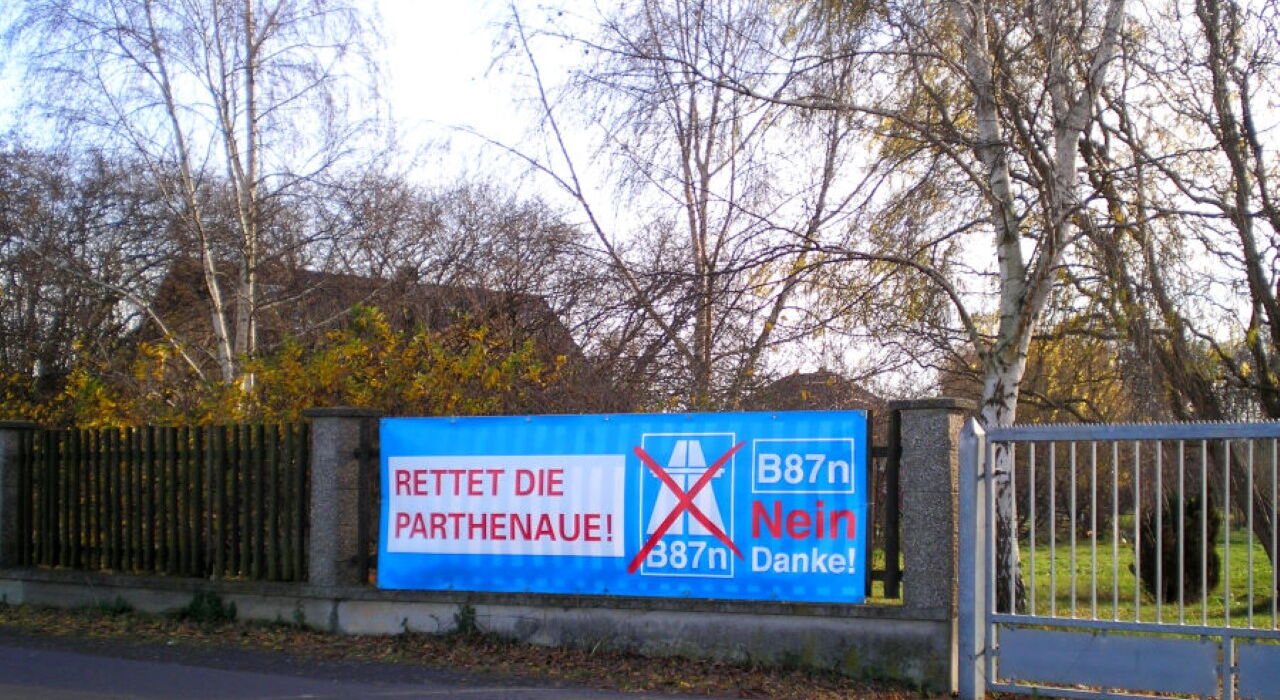 RETTET DIE
PARTHENAUE!
B87n
B87n
Nein
Danke!